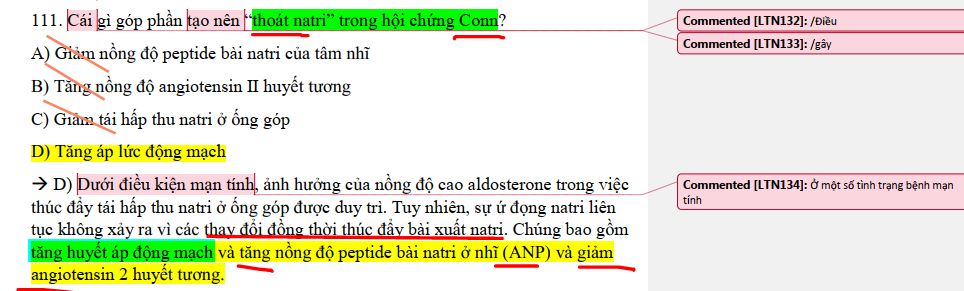 111. Cái gì góp phần tạo nên “thoát natri” trong hội chứng Conn?
A) Giảm nồng độ peptide bài natri của tâm nhĩ
B) Tăng nồng độ angiotensin II huyết tương
C) Giảm tái hấp thu natri ở ống góp
D) Tăng áp lực động mạch
→ D) Dưới điều kiện mạn tính, ảnh hưởng của nồng độ cao aldosterone trong việc
thúc đẩy tái hấp thu natri ở ống góp được duy trì. Tuy nhiên, sự ứ đọng natri liên
tục không xảy ra vì các thay đổi đồng thời thúc đẩy bài xuất natri. Chúng bao gồm
tăng huyết áp động mạch và tăng nồng độ peptide bài natri ở nhĩ (ANP) và giảm
angiotensin 2 huyết tương.
Commented [LTN132]: /Điều
Commented [LTN133]: /gây
Commented [LTN134]: Ở một số tình trạng bệnh mạn
tính